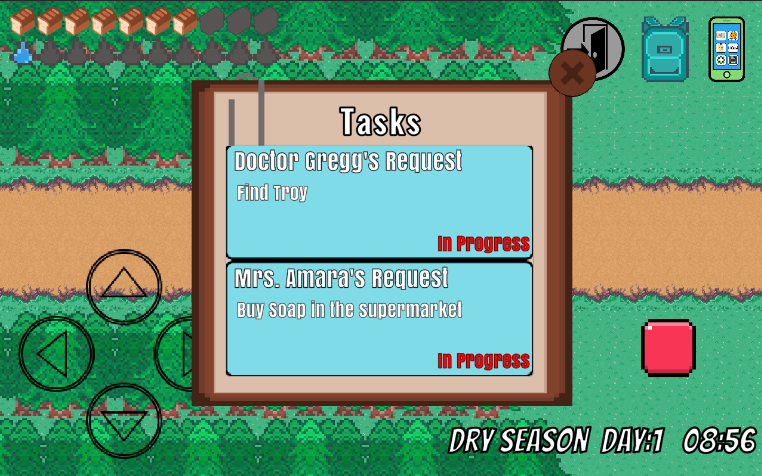 Tasks
Doctor Gregg's Request
Find Troy
In Progress
Mrs. Amara's Request
Buy Soap in the supermarket
In Progress
DRY SEASON DAY:1 08:56